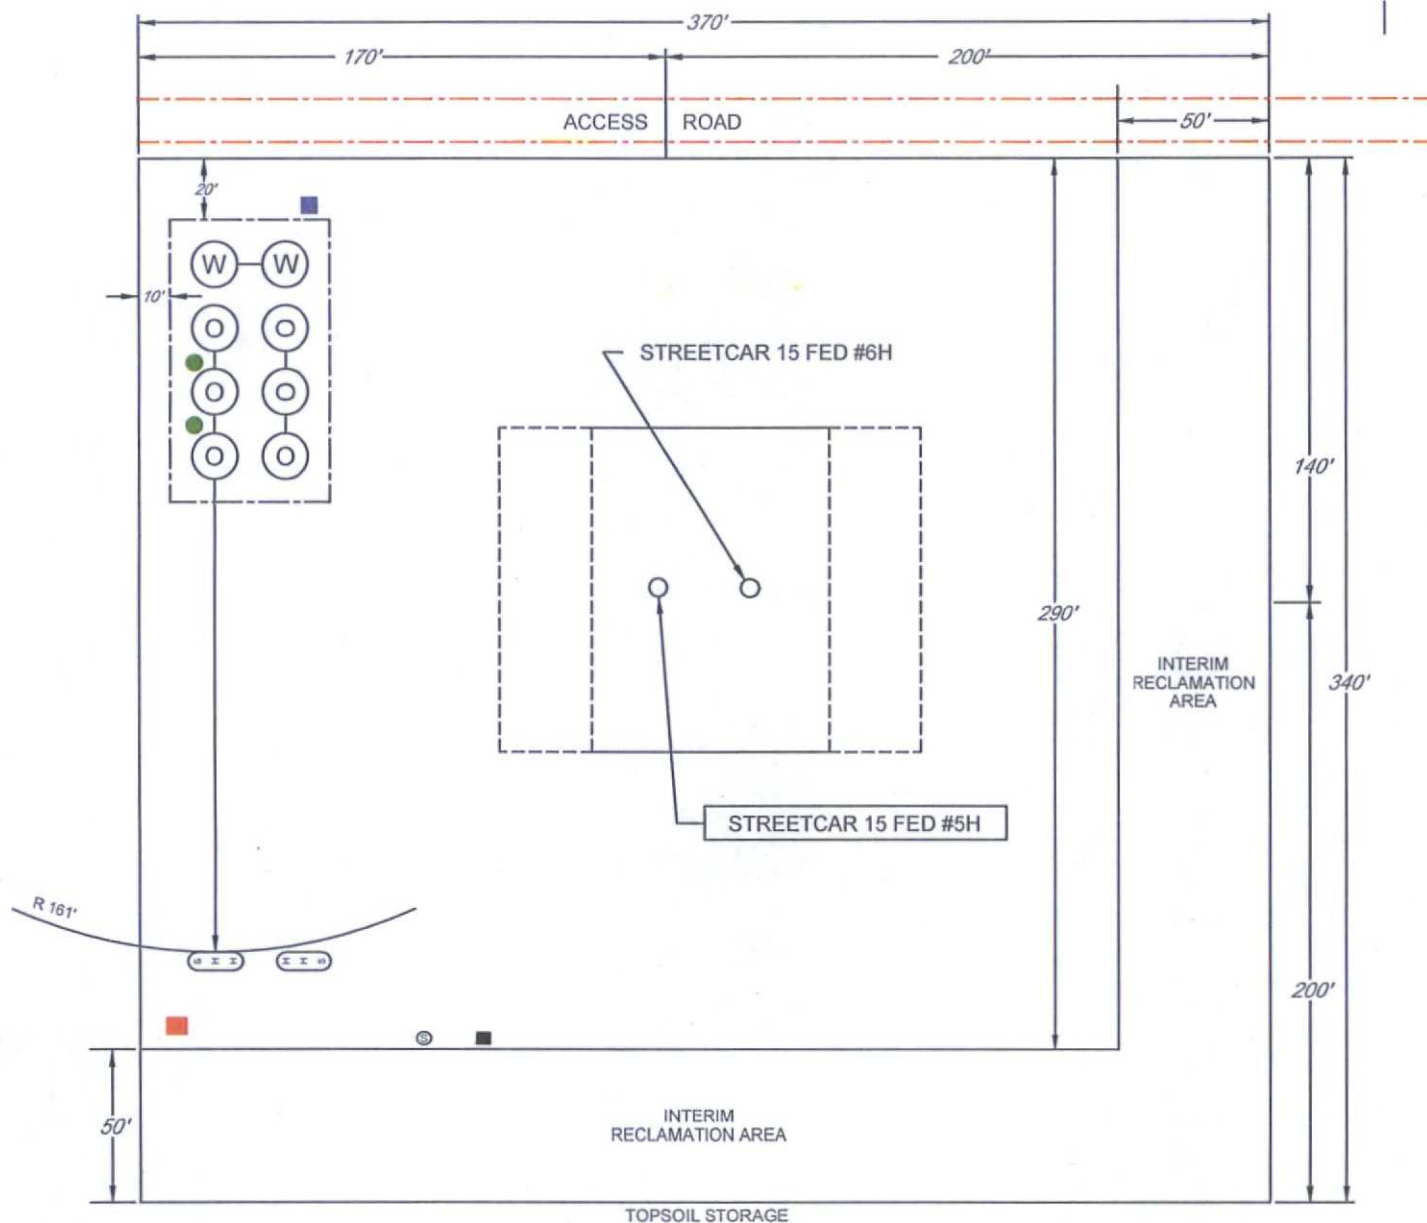 370'
170'
200'
ACCESS ROAD
50'
20'
W W
10'
O O
STREETCAR 15 FED #6H
O O
O O
140'
290'
INTERIM
RECLAMATION
AREA
340'
STREETCAR 15 FED #5H
R 161'
S H H
H H S
200'
S
50'
INTERIM
RECLAMATION AREA
TOPSOIL STORAGE